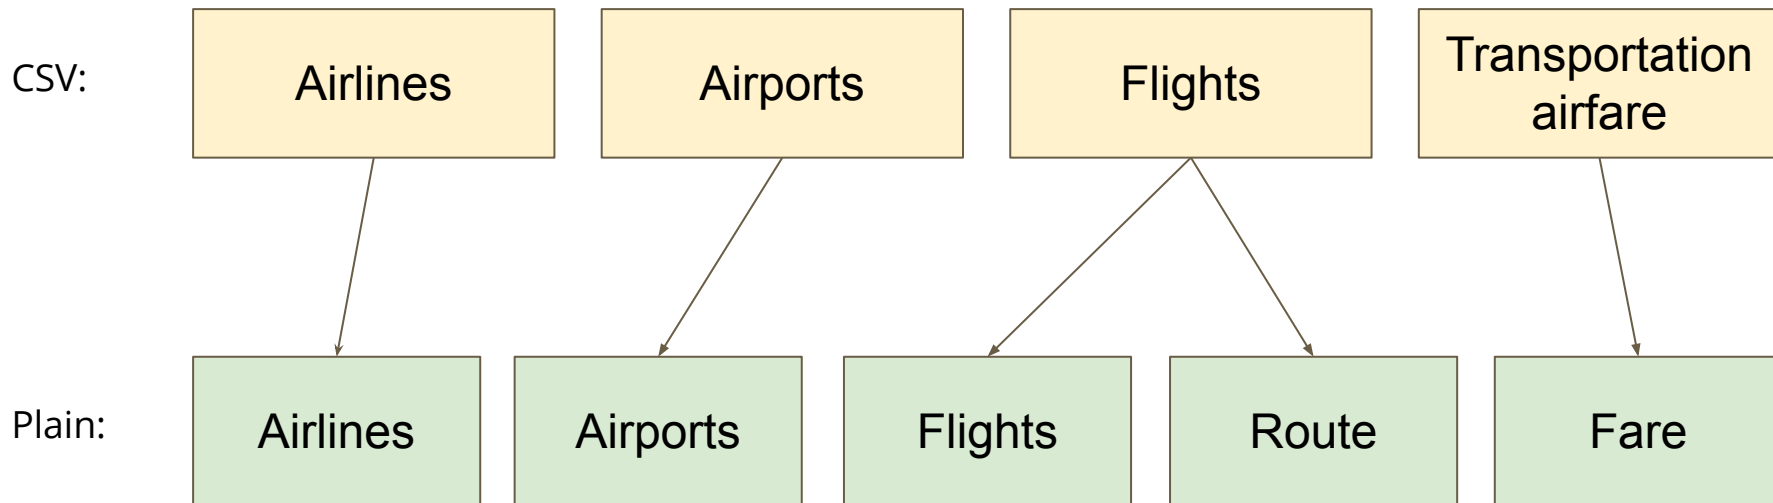 CSV:
Airlines
Airports
Flights
Transportation
airfare
Plain:
Airlines
Airports
Flights
Route
Fare